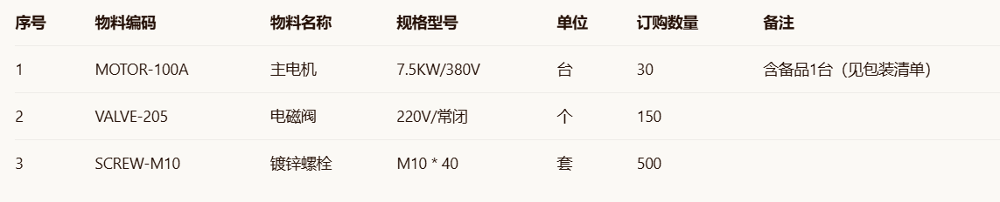 序号 物料编码 物料名称 规格型号 单位 订购数量 备注
1 MOTOR-100A 主电机 7.5KW/380V 台 30 含备品1台（见包装清单）
2 VALVE-205 电磁阀 220V/常闭 个 150
3 SCREW-M10 镀锌螺栓 M10 * 40 套 500